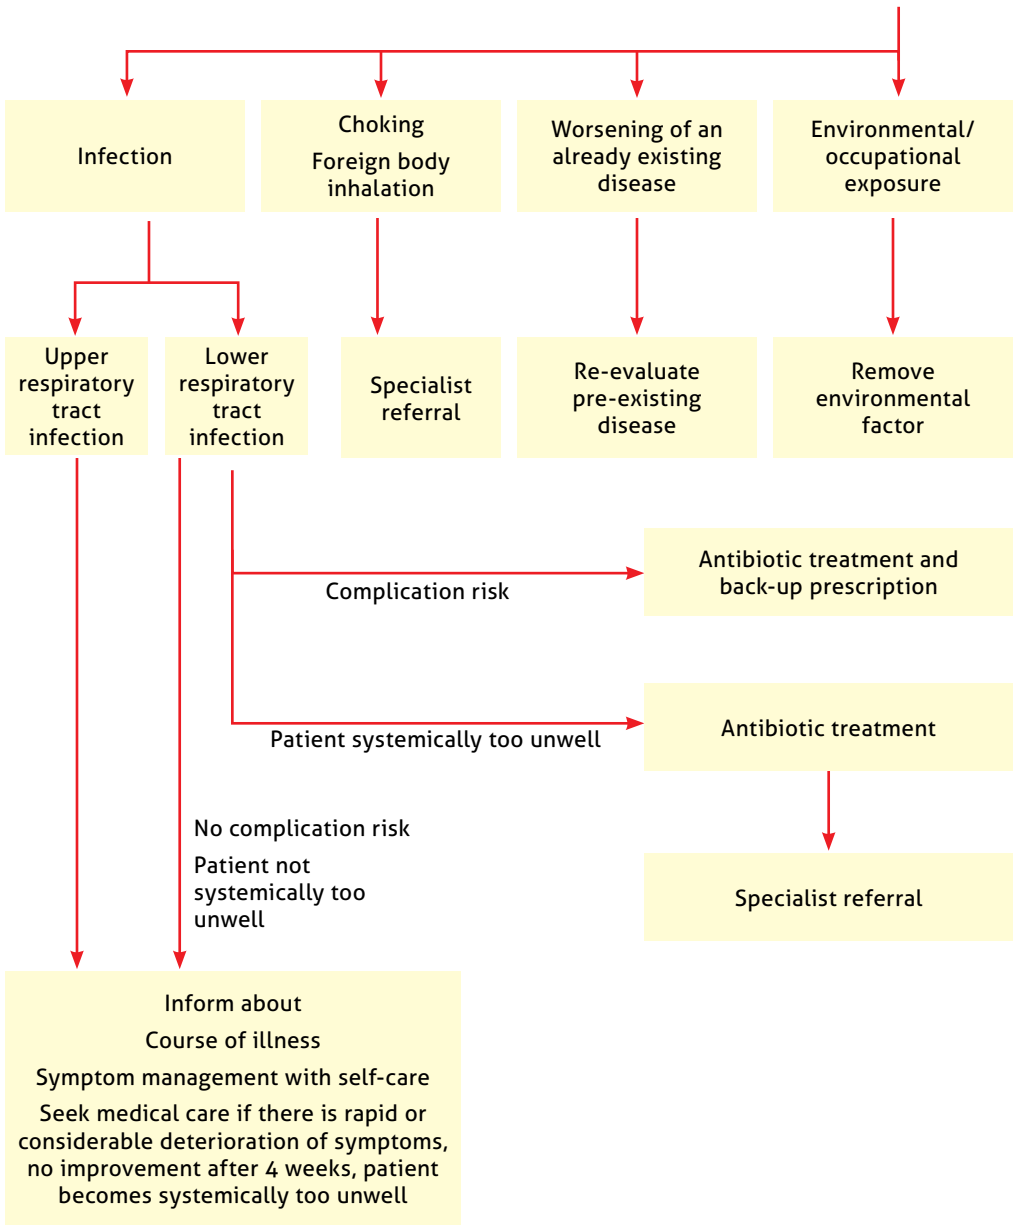 Infection
Choking
Foreign body
inhalation
Worsening of an
already existing
disease
Environmental/
occupational
exposure
Upper
respiratory
tract
infection
Lower
respiratory
tract
infection
Specialist
referral
Re-evaluate
pre-existing
disease
Remove
environmental
factor
Complication risk
Antibiotic treatment and
back-up prescription
Patient systemically too unwell
Antibiotic treatment
No complication risk
Patient not
systemically too
unwell
Specialist referral
Inform about
Course of illness
Symptom management with self-care
Seek medical care if there is rapid or
considerable deterioration of symptoms,
no improvement after 4 weeks, patient
becomes systemically too unwell